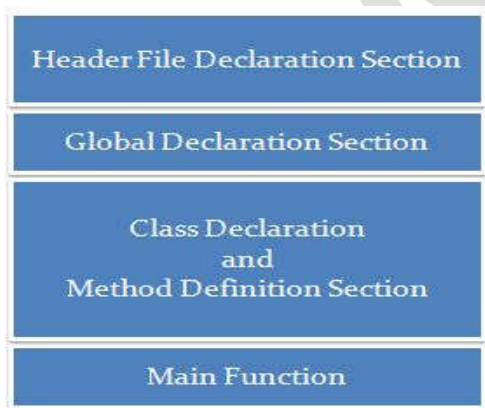 Header File Declaration Section
Global Declaration Section
Class Declaration
and
Method Definition Section
Main Function